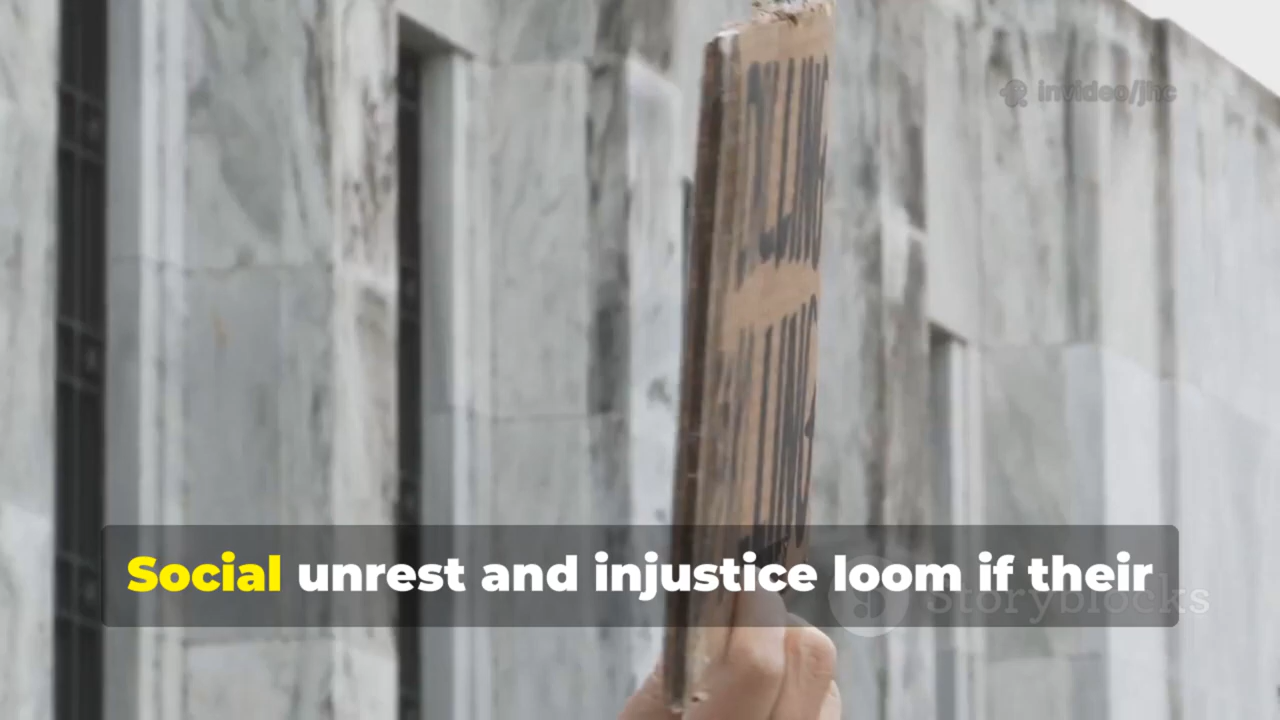 invideo/jhc
Social unrest and injustice loom if their
Storyblocks